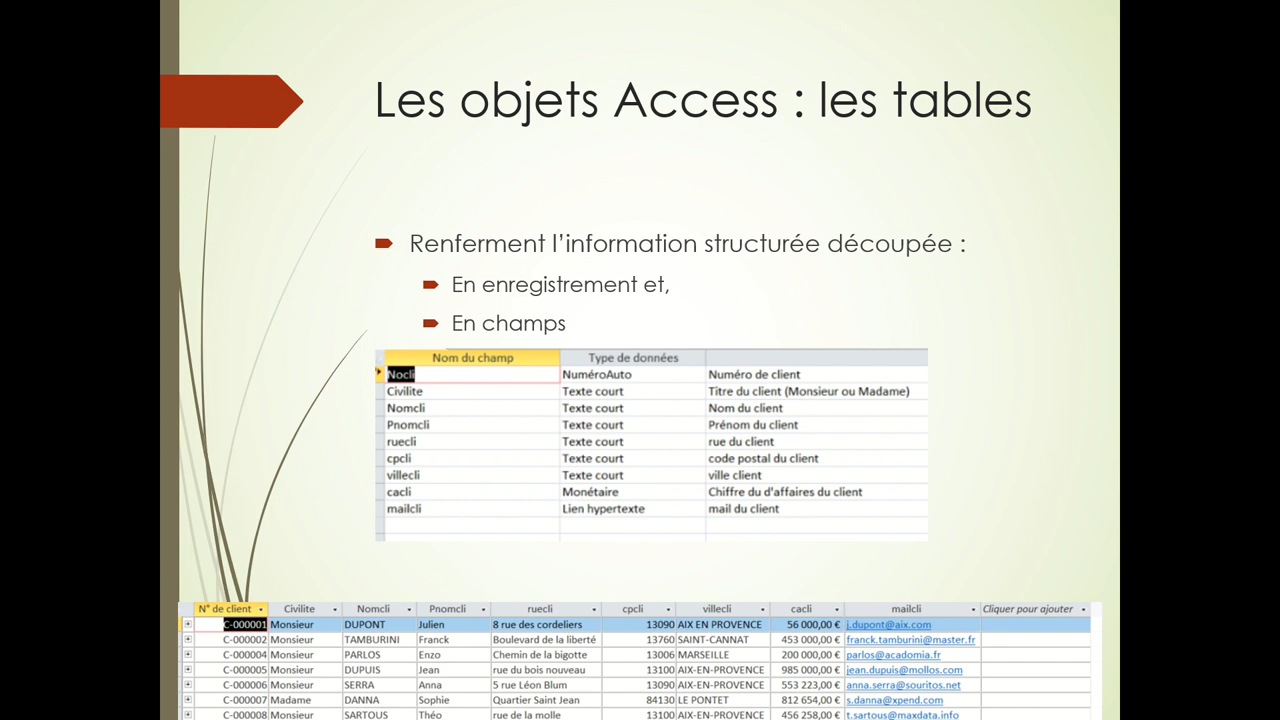 Les objets Access : les tables
Renferment l'information structurée découpée :
En enregistrement et,
En champs
Nom du champ Type de données
Nocli NuméroAuto Numéro de client
Civilite Texte court Titre du client (Monsieur ou Madame)
Nomcli Texte court Nom du client
Pnomcli Texte court Prénom du client
ruecli Texte court rue du client
cpcli Texte court code postal du client
villecli Texte court ville client
cacli Monétaire Chiffre du d'affaires du client
mailcli Lien hypertexte mail du client
N° de client Civilite Nomcli Pnomcli ruecli cpcli villecli cacli mailcli Cliquer pour ajouter
C-000001 Monsieur DUPONT Julien 8 rue des cordeliers 13090 AIX EN PROVENCE 56 000,00 € j.dupont@aix.com
C-000002 Monsieur TAMBURINI Franck Boulevard de la liberté 13760 SAINT-CANNAT 453 000,00 € franck.tamburini@master.fr
C-000004 Monsieur PARLOS Enzo Chemin de la bigotte 13006 MARSEILLE 200 000,00 € parlos@acadomia.fr
C-000005 Monsieur DUPUIS Jean rue du bois nouveau 13100 AIX-EN-PROVENCE 985 000,00 € jean.dupuis@mollos.com
C-000006 Monsieur SERRA Anna 5 rue Léon Blum 13090 AIX-EN-PROVENCE 553 223,00 € anna.serra@souritos.net
C-000007 Madame DANNA Sophie Quartier Saint Jean 84130 LE PONTET 812 654,00 € s.danna@xpend.com
C-000008 Monsieur SARTOUS Théo rue de la molle 13100 AIX-EN-PROVENCE 456 258,00 € t.sartous@maxdata.info